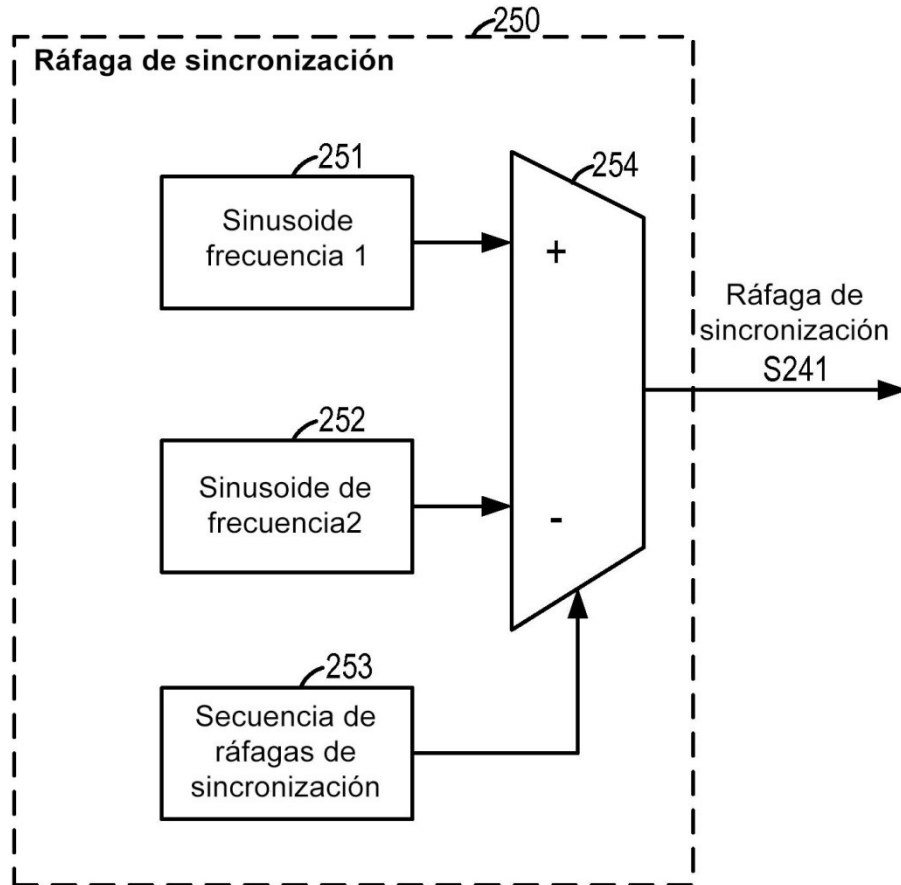 250
Ráfaga de sincronización
251
Sinusoide
frecuencia 1
254
+
Ráfaga de
sincronización
S241
252
Sinusoide de
frecuencia2
-
253
Secuencia de
ráfagas de
sincronización